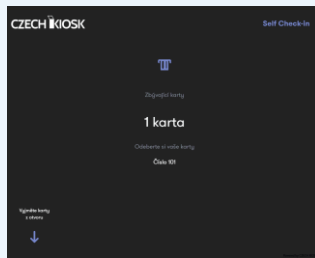 CZECH KIOSK
Self Check-In
Zbývající karty
1 karta
Odeberte si vaše karty
Číslo 101
Vyjměte karty
z otvoru